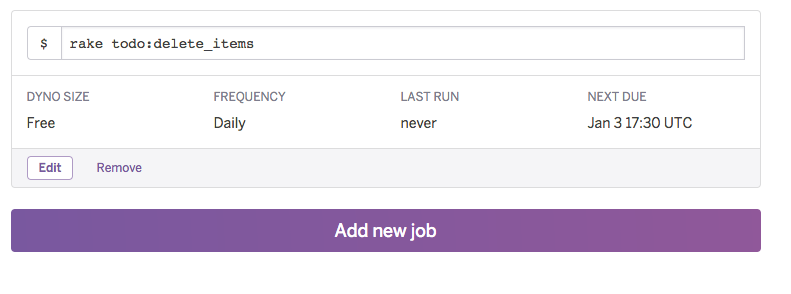 $ rake todo:delete_items
DYNO SIZE FREQUENCY LAST RUN NEXT DUE
Free Daily never Jan 3 17:30 UTC
Edit Remove
Add new job